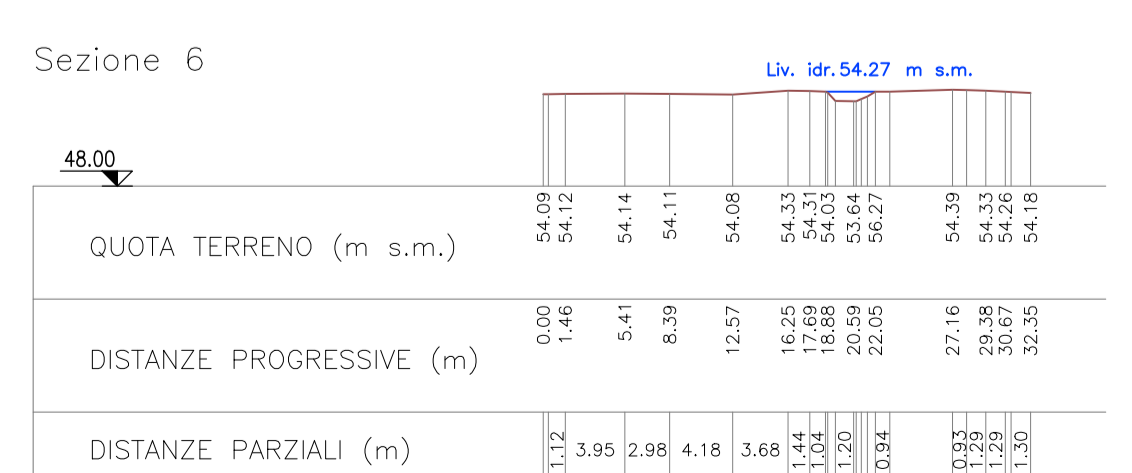 Sezione 6
Liv. idr. 54.27 m s.m.
48.00
QUOTA TERRENO (m s.m.)
54.09 54.12 54.14 54.11 54.08 54.33 54.31 54.03 53.64 56.27 54.39 54.33 54.26 54.18
DISTANZE PROGRESSIVE (m)
0.00 1.46 5.41 8.39 12.57 16.25 17.69 18.88 20.59 22.05 27.16 29.38 30.67 32.35
DISTANZE PARZIALI (m)
1.12 3.95 2.98 4.18 3.68 1.44 1.04 1.20 0.94 0.93 1.29 1.29 1.30